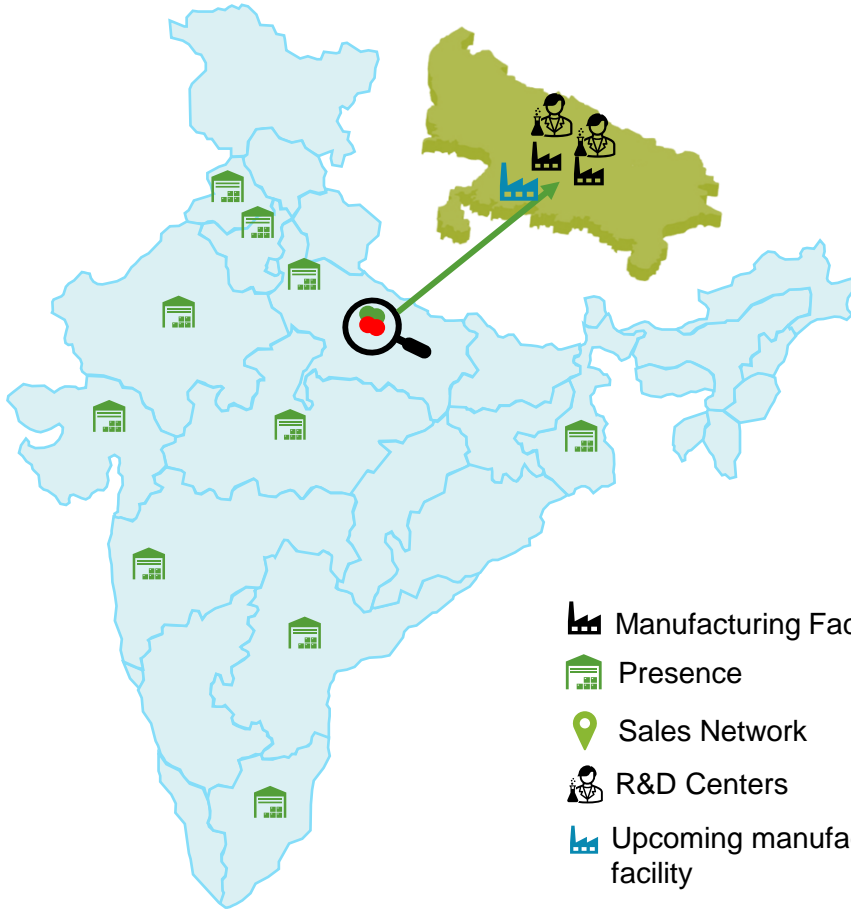 Manufacturing Fac
Presence
Sales Network
R&D Centers
Upcoming manufa
facility